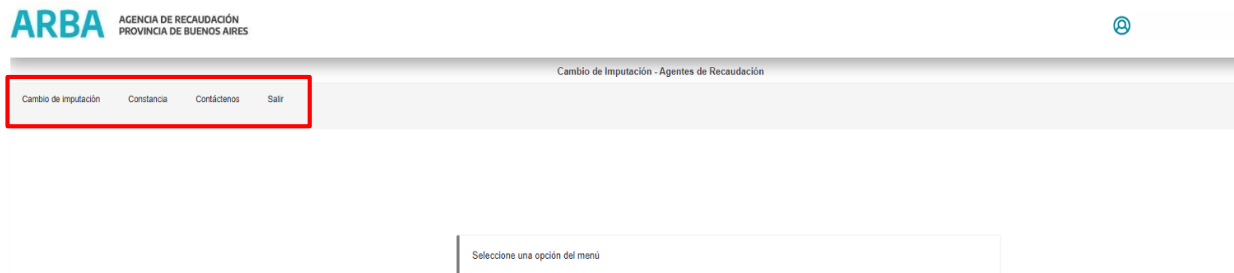 ARBA
AGENCIA DE RECAUDACIÓN
PROVINCIA DE BUENOS AIRES
Cambio de Imputación - Agentes de Recaudación
Cambio de imputación Constancia Contáctenos Salir
Seleccione una opción del menú